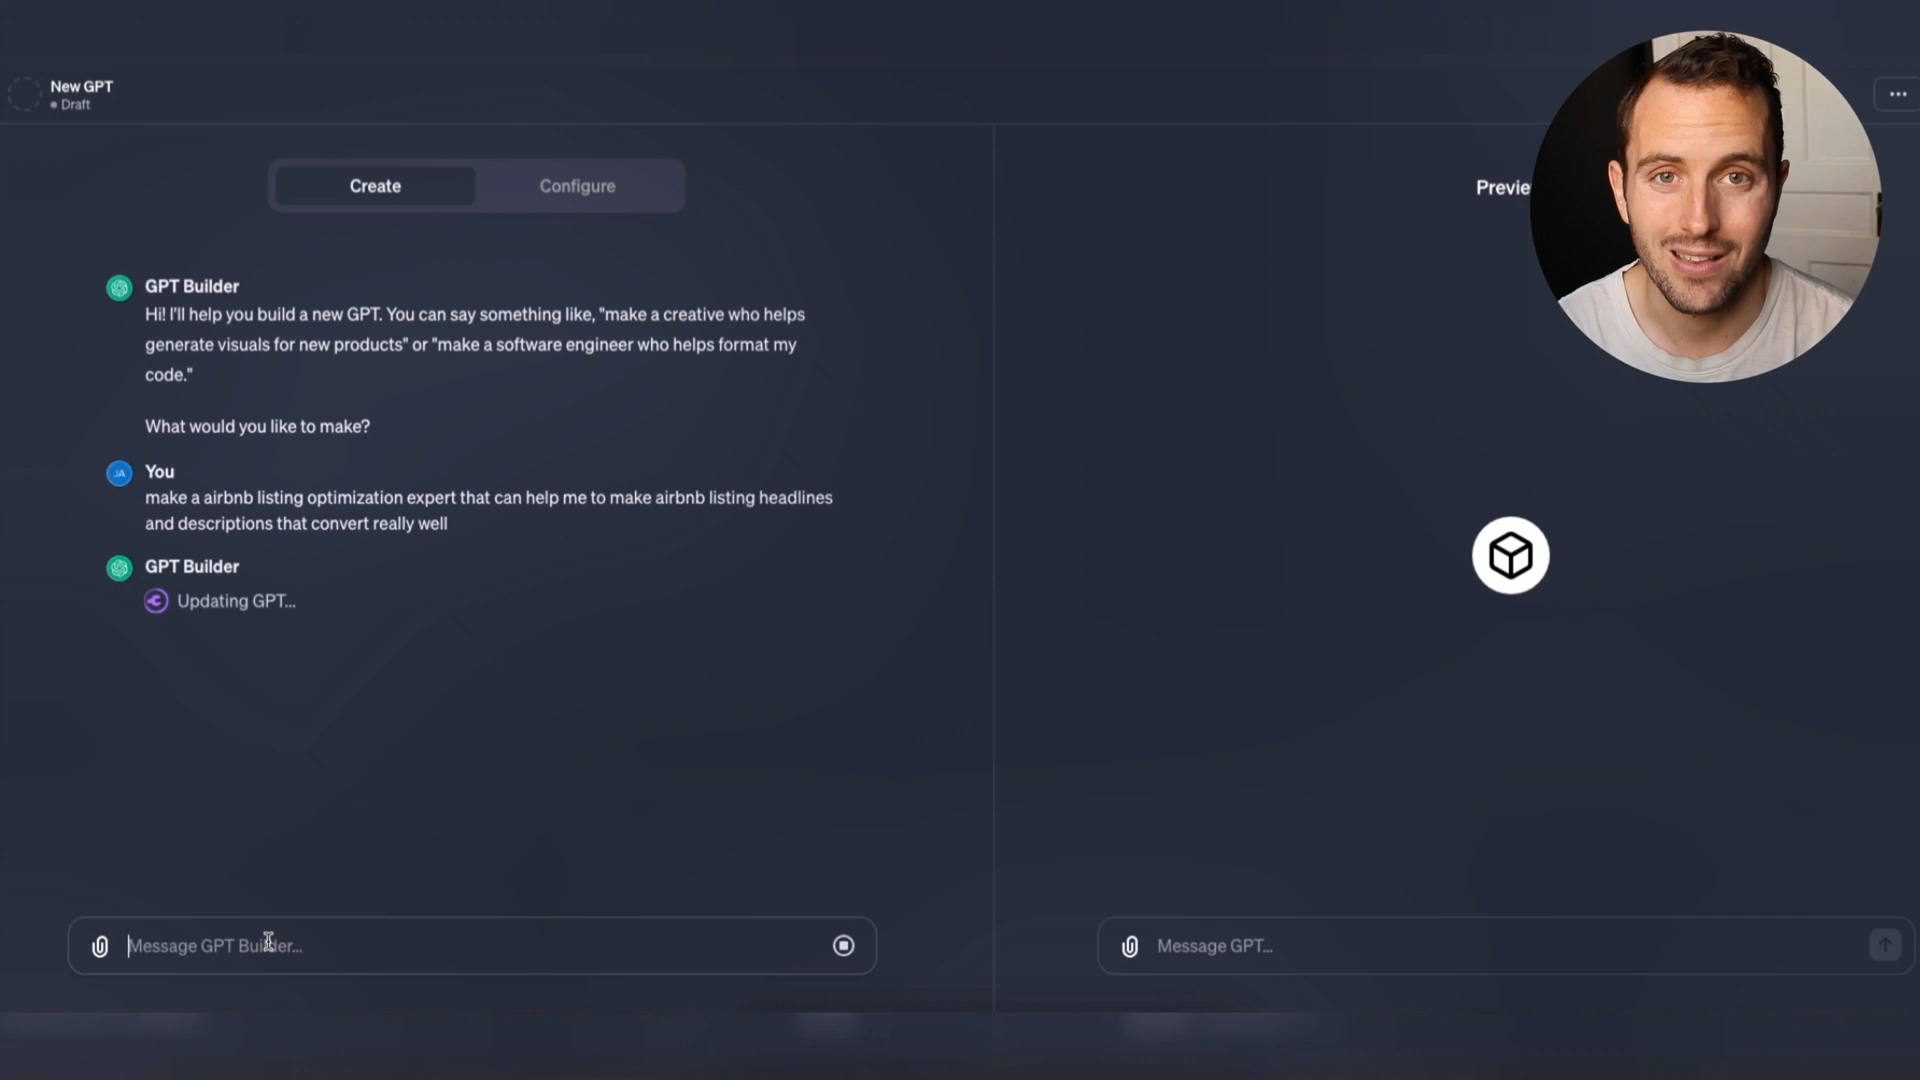 New GPT
Draft
Create
Configure
Previe
GPT Builder
Hi! I'll help you build a new GPT. You can say something like, "make a creative who helps
generate visuals for new products" or "make a software engineer who helps format my
code."
What would you like to make?
JA
You
make a airbnb listing optimization expert that can help me to make airbnb listing headlines
and descriptions that convert really well
GPT Builder
Updating GPT...
Message GPT Builder...
Message GPT...